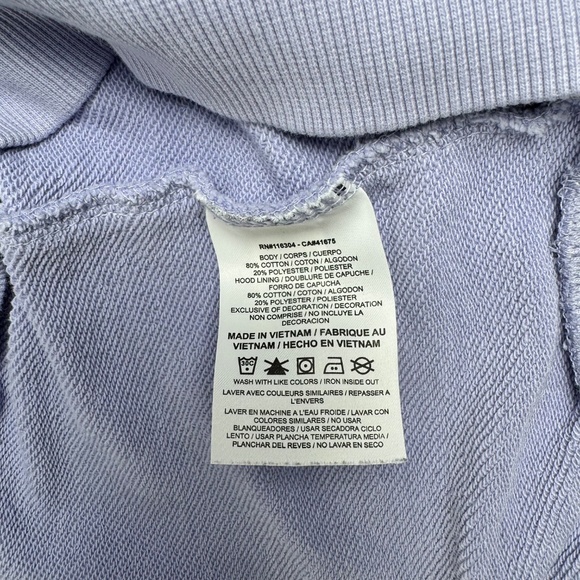 RN#116304 - CA#41675
BODY / CORPS / CUERPO
80% COTTON / COTON / ALGODON
20% POLYESTER / POLIESTER
HOOD LINING / DOUBLURE DE CAPUCHE /
FORRO DE CAPUCHA
80% COTTON / COTON / ALGODON
20% POLYESTER / POLIESTER
EXCLUSIVE OF DECORATION / DECORATION
NON COMPRISE / NO INCLUYE LA
DECORACION
MADE IN VIETNAM / FABRIQUE AU
VIETNAM / HECHO EN VIETNAM
30C
WASH WITH LIKE COLORS / IRON INSIDE OUT
LAVER AVEC COULEURS SIMILAIRES / REPASSER A
L'ENVERS
LAVER EN MACHINE A L'EAU FROIDE / LAVAR CON
COLORES SIMILARES / NO USAR
BLANQUEADORES / USAR SECADORA CICLO
LENTO / USAR PLANCHA TEMPERATURA MEDIA /
PLANCHAR DEL REVES / NO LAVAR EN SECO